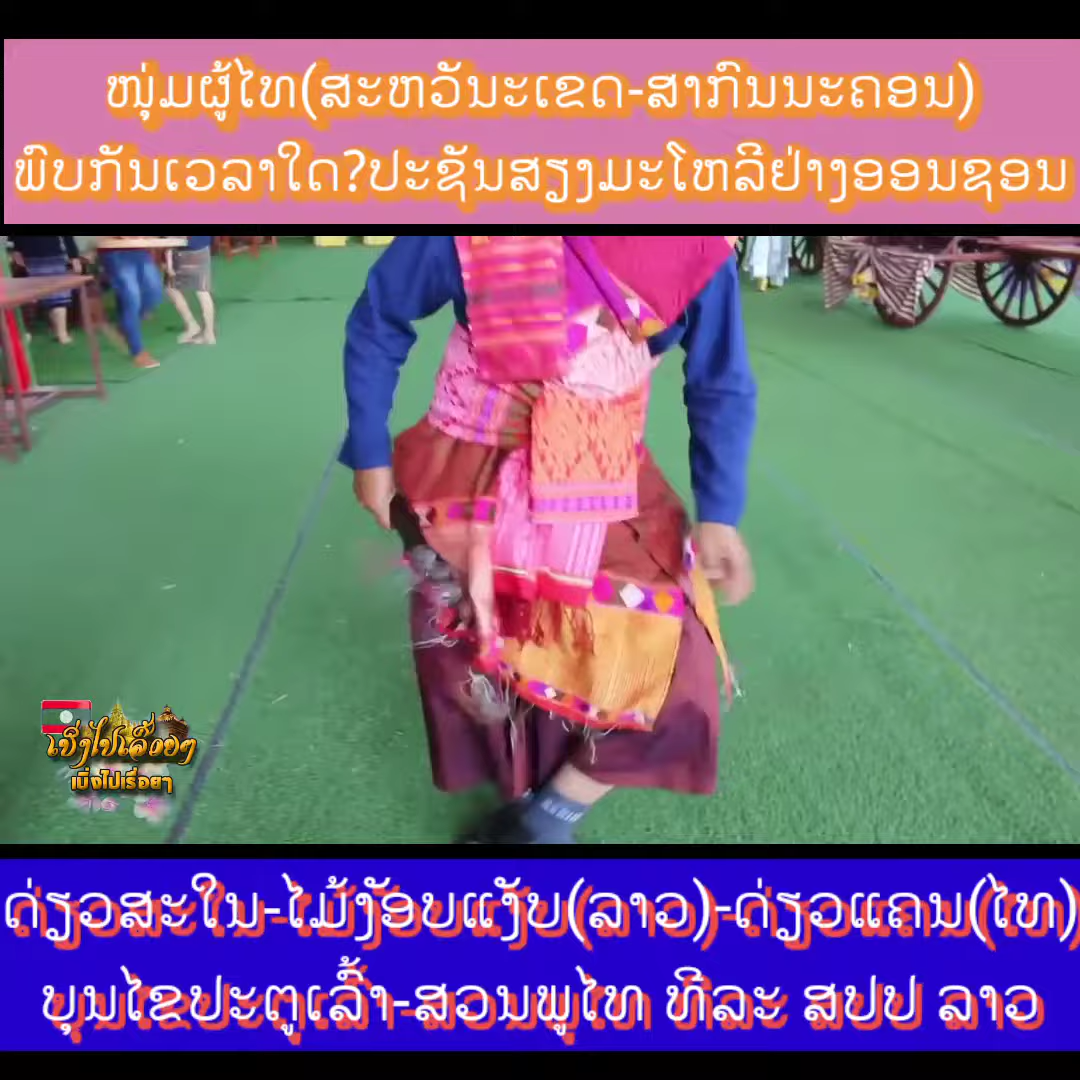 ໜຸ່ມຜູ້ໄທ(ສະຫວັນະເຂດ-ສາກົນນະຄອນ)
ພົບກັນເວລາໃດ?ປະຊັນສຽງມະໂຫລີຢ່າງອອນຊອນ
ເບິ່ງໄປເລື້ອຍໆ
เบิ่งไปเรื่อยๆ
ດ່ຽວສະໃນ-ໄມ້ງັອບແງັບ(ລາວ)-ດ່ຽວແຄນ(ໄທ)
ບຸນໄຂປະຕູເລົ້າ-ສວນພູໄທ ທີລະ ສປປ ລາວ